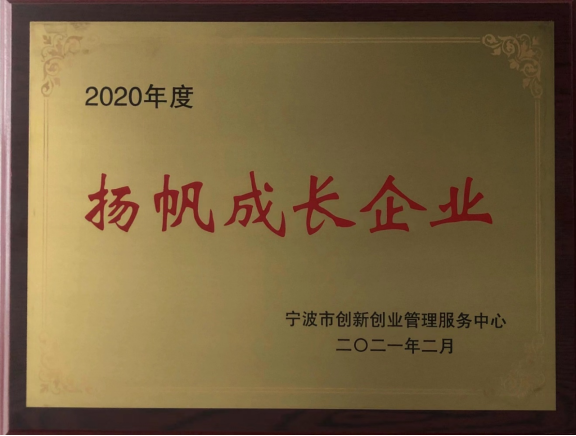 2020年度
扬帆成长企业
宁波市创新创业管理服务中心
二〇二一年二月